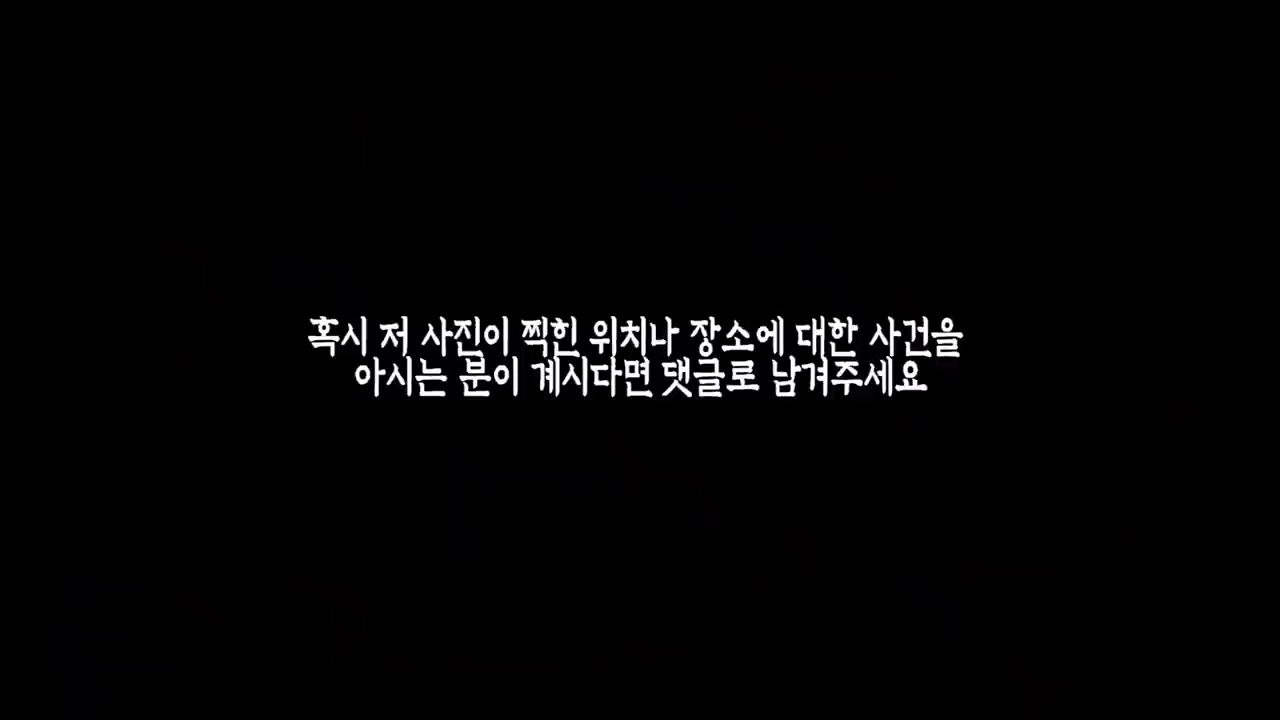 혹시 저 사진이 찍힌 위치나 장소에 대한 사건을
아시는 분이 계시다면 댓글로 남겨주세요